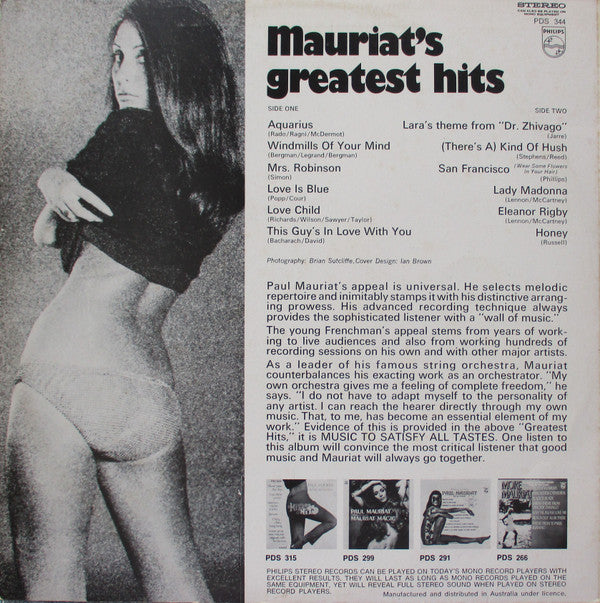 STEREO
CAN ALSO BE PLAYED ON
MONO EQUIPMENT
PDS 344
PHILIPS
Mauriat's
greatest hits
SIDE ONE
Aquarius
(Rado/Ragni/McDermot)
Windmills Of Your Mind
(Bergman/Legrand/Bergman)
Mrs. Robinson
(Simon)
Love Is Blue
(Popp/Cour)
Love Child
(Richards/Wilson/Sawyer/Taylor)
This Guy's In Love With You
(Bacharach/David)
SIDE TWO
Lara's theme from "Dr. Zhivago"
(Jarre)
(There's A) Kind Of Hush
(Stephens/Reed)
San Francisco (Wear Some Flowers
In Your Hair)
(Phillips)
Lady Madonna
(Lennon/McCartney)
Eleanor Rigby
(Lennon/McCartney)
Honey
(Russell)
Photography: Brian Sutcliffe. Cover Design: Ian Brown
Paul Mauriat's appeal is universal. He selects melodic
repertoire and inimitably stamps it with his distinctive arrang-
ing prowess. His advanced recording technique always
provides the sophisticated listener with a "wall of music."
The young Frenchman's appeal stems from years of work-
ing to live audiences and also from working hundreds of
recording sessions on his own and with other major artists.
As a leader of his famous string orchestra, Mauriat
counterbalances his exacting work as an orchestrator. "My
own orchestra gives me a feeling of complete freedom," he
says. "I do not have to adapt myself to the personality of
any artist. I can reach the hearer directly through my own
music. That, to me, has become an essential element of my
work." Evidence of this is provided in the above "Greatest
Hits," it is MUSIC TO SATISFY ALL TASTES. One listen to
this album will convince the most critical listener that good
music and Mauriat will always go together.
PAUL MAURIAT
MAURIAT MAGIC
PAUL MAURIAT
MORE
MAURIAT
PDS 315
PDS 299
PDS 291
PDS 266
PHILIPS STEREO RECORDS CAN BE PLAYED ON TODAY'S MONO RECORD PLAYERS WITH
EXCELLENT RESULTS. THEY WILL LAST AS LONG AS MONO RECORDS PLAYED ON THE
SAME EQUIPMENT, YET WILL REVEAL FULL STEREO SOUND WHEN PLAYED ON STEREO
RECORD PLAYERS.
Manufactured and distributed in Australia under licence.